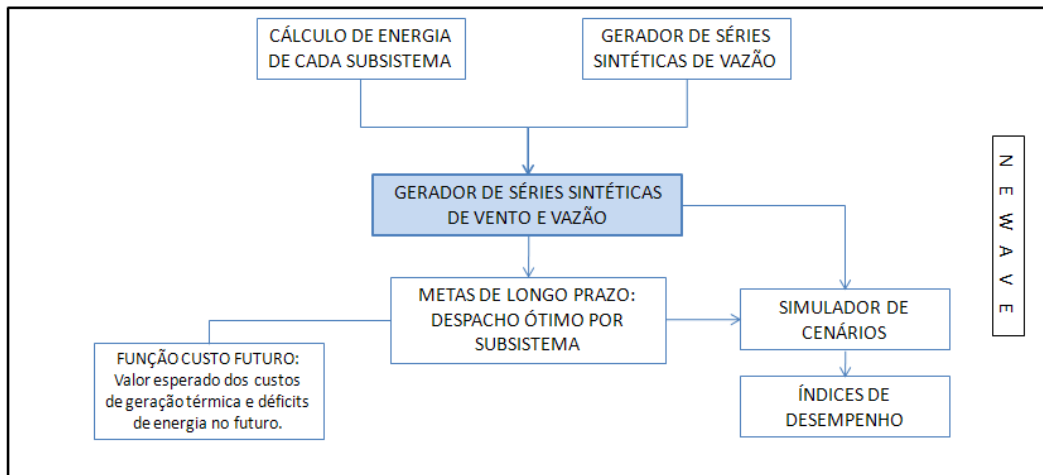 CÁLCULO DE ENERGIA
DE CADA SUBSISTEMA
GERADOR DE SÉRIES
SINTÉTICAS DE VAZÃO
GERADOR DE SÉRIES SINTÉTICAS
DE VENTO E VAZÃO
METAS DE LONGO PRAZO:
DESPACHO ÓTIMO POR
SUBSISTEMA
SIMULADOR DE
CENÁRIOS
FUNÇÃO CUSTO FUTURO:
Valor esperado dos custos
de geração térmica e déficits
de energia no futuro.
ÍNDICES DE
DESEMPENHO
NEWAVE